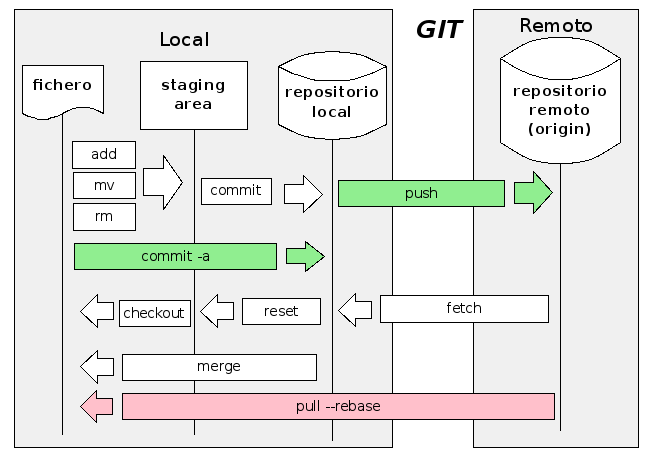 GIT
Local
Remoto
fichero
staging
area
repositorio
local
repositorio
remoto
(origin)
add
mv
rm
commit
push
commit -a
checkout
reset
fetch
merge
pull --rebase